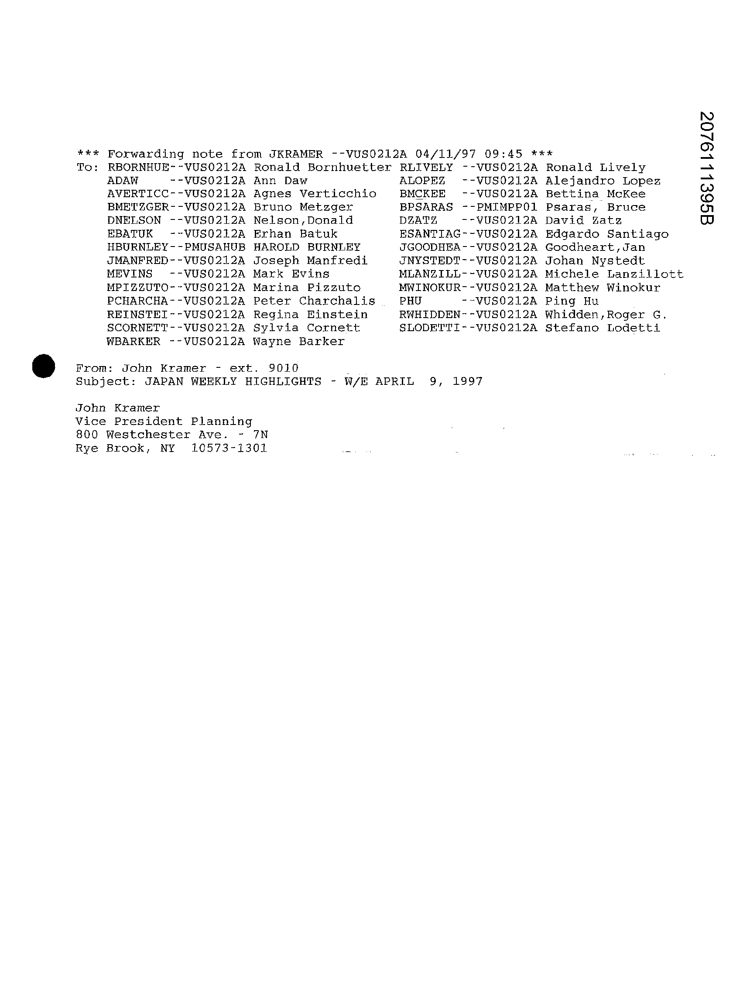 2076111395B
*** Forwarding note from JKRAMER --VUS0212A 04/11/97 09:45 ***
To: RBORNHUE--VUS0212A Ronald Bornhuetter RLIVELY --VUS0212A Ronald Lively
ADAW --VUS0212A Ann Daw ALOPEZ --VUS0212A Alejandro Lopez
AVERTICC--VUS0212A Agnes Verticchio BMCKEE --VUS0212A Bettina McKee
BMETZGER--VUS0212A Bruno Metzger BPSARAS --PMIMPP01 Psaras, Bruce
DNELSON --VUS0212A Nelson,Donald DZATZ --VUS0212A David Zatz
EBATUK --VUS0212A Erhan Batuk ESANTIAG--VUS0212A Edgardo Santiago
HBURNLEY--PMUSAHUB HAROLD BURNLEY JGOODHEA--VUS0212A Goodheart,Jan
JMANFRED--VUS0212A Joseph Manfredi JNYSTEDT--VUS0212A Johan Nystedt
MEVINS --VUS0212A Mark Evins MLANZILL--VUS0212A Michele Lanzillott
MPIZZUTO--VUS0212A Marina Pizzuto MWINOKUR--VUS0212A Matthew Winokur
PCHARCHA--VUS0212A Peter Charchalis PHU --VUS0212A Ping Hu
REINSTEI--VUS0212A Regina Einstein RWHIDDEN--VUS0212A Whidden,Roger G.
SCORNETT--VUS0212A Sylvia Cornett SLODETTI--VUS0212A Stefano Lodetti
WBARKER --VUS0212A Wayne Barker
From: John Kramer - ext. 9010
Subject: JAPAN WEEKLY HIGHLIGHTS - W/E APRIL 9, 1997
John Kramer
Vice President Planning
800 Westchester Ave. - 7N
Rye Brook, NY 10573-1301